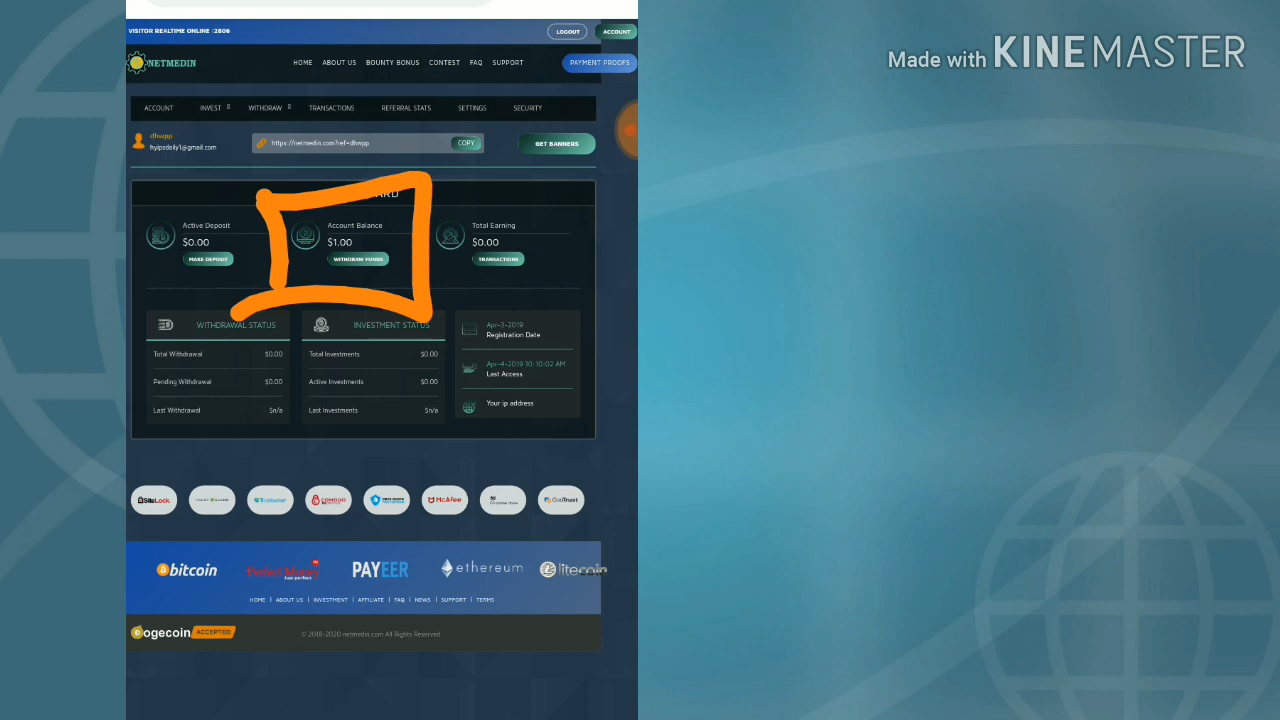 VISITOR REALTIME ONLINE :2806
LOGOUT
ACCOUNT
Made with KINEMASTER
NETMEDIN
HOME
ABOUT US
BOUNTY BONUS
CONTEST
FAQ
SUPPORT
PAYMENT PROOFS
ACCOUNT
INVEST
WITHDRAW
TRANSACTIONS
REFERRAL STATS
SETTINGS
SECURITY
dhwpp
hyipsdaily1@gmail.com
https://netmedin.com?ref=dhwpp
COPY
GET BANNERS
Active Deposit
$0.00
MAKE DEPOSIT
Account Balance
$1.00
WITHDRAW FUNDS
Total Earning
$0.00
TRANSACTIONS
WITHDRAWAL STATUS
Total Withdrawal $0.00
Pending Withdrawal $0.00
Last Withdrawal $n/a
INVESTMENT STATUS
Total Investments $0.00
Active Investments $0.00
Last Investments $n/a
Apr-3-2019
Registration Date
Apr-4-2019 10:10:02 AM
Last Access
Your ip address
SiteLock
Trustwave
COMODO
McAfee
GeoTrust
bitcoin
Perfect Money
Just perfect
PAYEER
ethereum
litecoin
HOME | ABOUT US | INVESTMENT | AFFILIATE | FAQ | NEWS | SUPPORT | TERMS
Dogecoin ACCEPTED
© 2018-2020 netmedin.com All Rights Reserved.